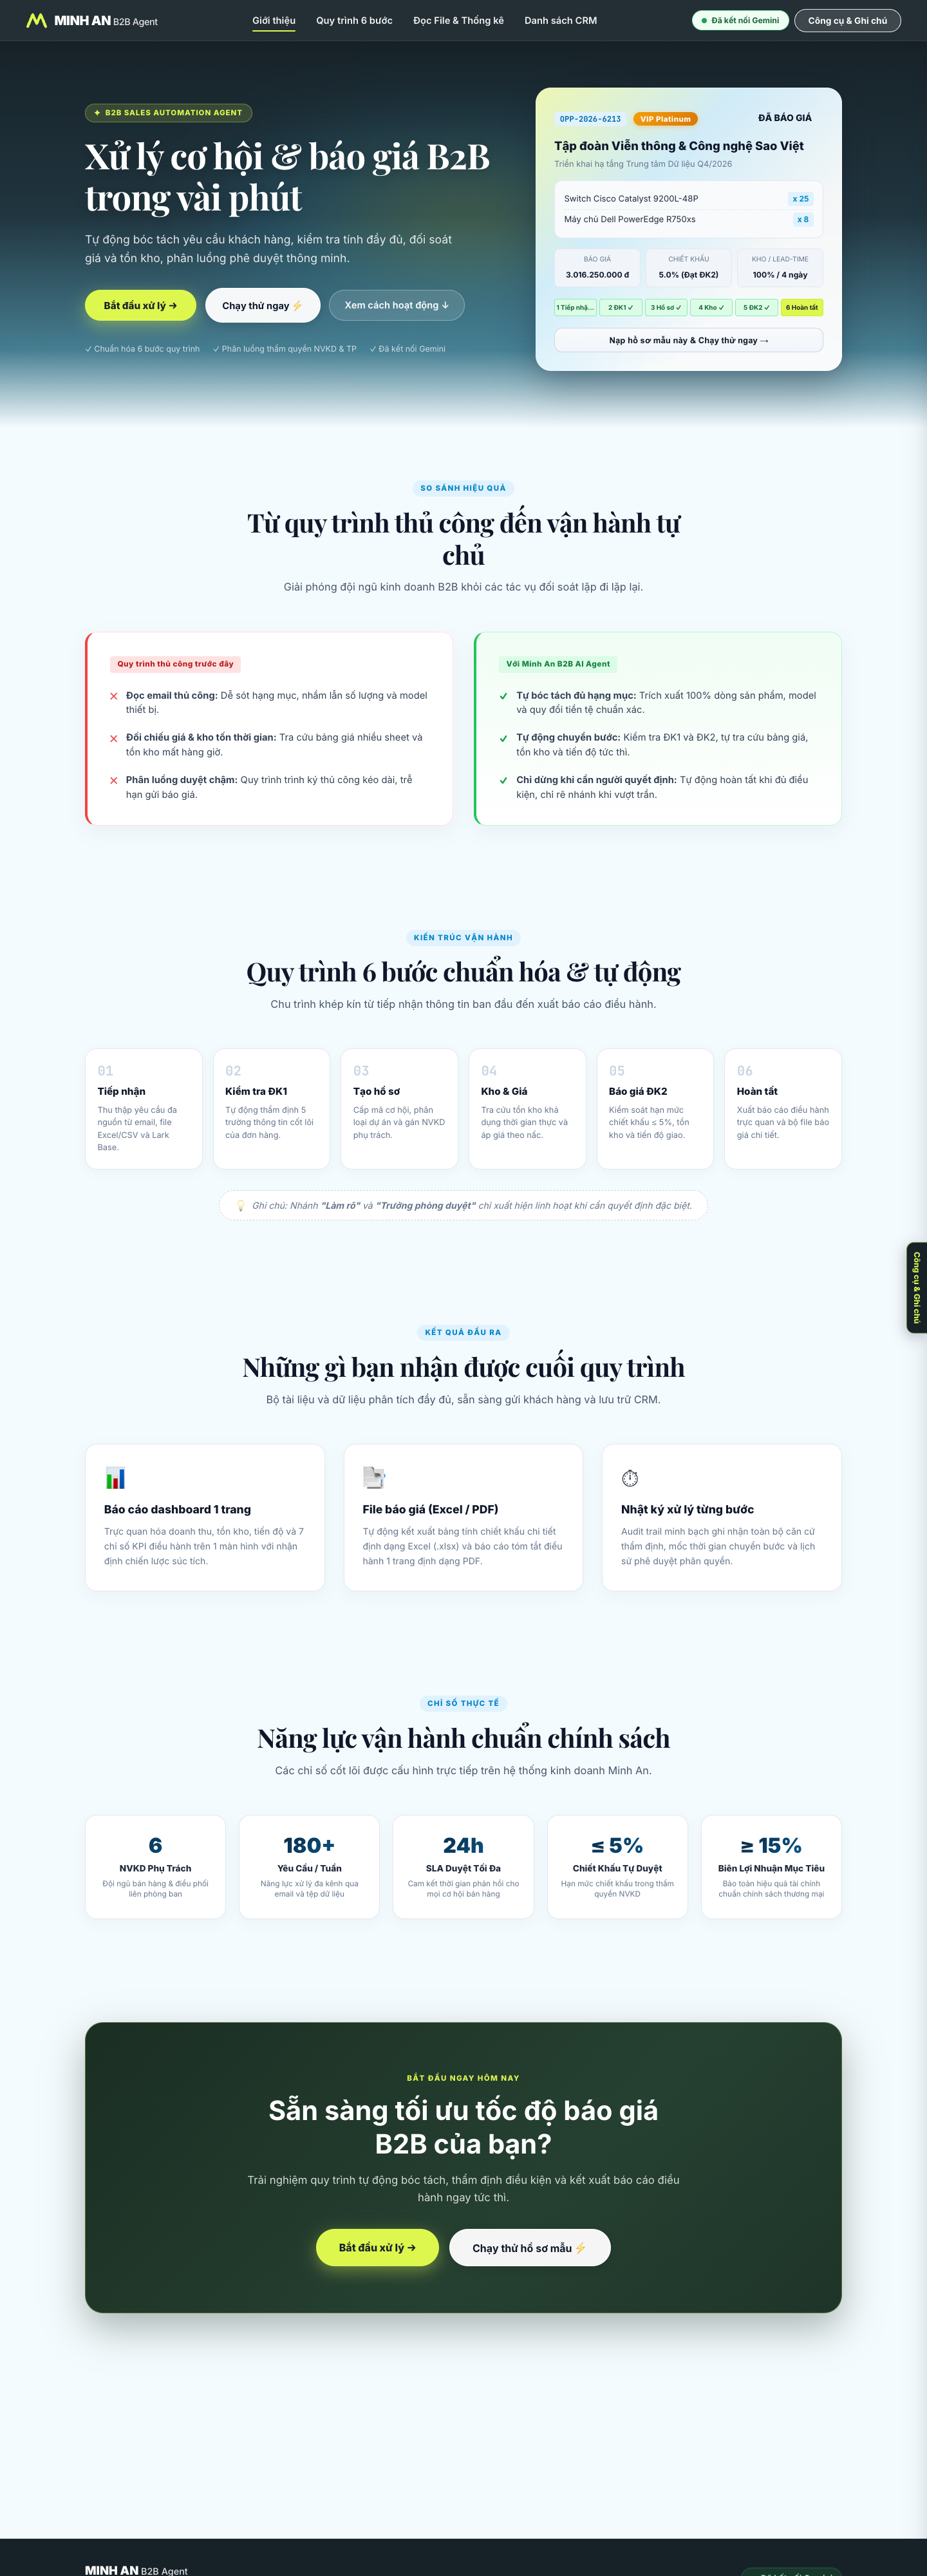 MINH AN B2B Agent
Giới thiệu
Quy trình 6 bước
Đọc File & Thống kê
Danh sách CRM
Đã kết nối Gemini
Công cụ & Ghi chú
✦ B2B SALES AUTOMATION AGENT
Xử lý cơ hội & báo giá B2B
trong vài phút
Tự động bóc tách yêu cầu khách hàng, kiểm tra tính đầy đủ, đối soát
giá và tồn kho, phân luồng phê duyệt thông minh.
Bắt đầu xử lý →
Chạy thử ngay ⚡
Xem cách hoạt động ↓
✓ Chuẩn hóa 6 bước quy trình
✓ Phân luồng thẩm quyền NVKD & TP
✓ Đã kết nối Gemini
OPP-2026-6213
VIP Platinum
ĐÃ BÁO GIÁ
Tập đoàn Viễn thông & Công nghệ Sao Việt
Triển khai hạ tầng Trung tâm Dữ liệu Q4/2026
Switch Cisco Catalyst 9200L-48P
x 25
Máy chủ Dell PowerEdge R750xs
x 8
BÁO GIÁ
3.016.250.000 đ
CHIẾT KHẤU
5.0% (Đạt ĐK2)
KHO / LEAD-TIME
100% / 4 ngày
1 Tiếp nhậ...
2 ĐK1 ✓
3 Hồ sơ ✓
4 Kho ✓
5 ĐK2 ✓
6 Hoàn tất
Nạp hồ sơ mẫu này & Chạy thử ngay →
SO SÁNH HIỆU QUẢ
Từ quy trình thủ công đến vận hành tự
chủ
Giải phóng đội ngũ kinh doanh B2B khỏi các tác vụ đối soát lặp đi lặp lại.
Quy trình thủ công trước đây
✕ Đọc email thủ công: Dễ sót hạng mục, nhầm lẫn số lượng và model
thiết bị.
✕ Đối chiếu giá & kho tốn thời gian: Tra cứu bảng giá nhiều sheet và
tồn kho mất hàng giờ.
✕ Phân luồng duyệt chậm: Quy trình trình ký thủ công kéo dài, trễ
hạn gửi báo giá.
Với Minh An B2B AI Agent
✓ Tự bóc tách đủ hạng mục: Trích xuất 100% dòng sản phẩm, model
và quy đổi tiền tệ chuẩn xác.
✓ Tự động chuyển bước: Kiểm tra ĐK1 và ĐK2, tự tra cứu bảng giá,
tồn kho và tiến độ tức thì.
✓ Chỉ dừng khi cần người quyết định: Tự động hoàn tất khi đủ điều
kiện, chỉ rẽ nhánh khi vượt trần.
KIẾN TRÚC VẬN HÀNH
Quy trình 6 bước chuẩn hóa & tự động
Chu trình khép kín từ tiếp nhận thông tin ban đầu đến xuất báo cáo điều hành.
01
Tiếp nhận
Thu thập yêu cầu đa
nguồn từ email, file
Excel/CSV và Lark
Base.
02
Kiểm tra ĐK1
Tự động thẩm định 5
trường thông tin cốt lõi
của đơn hàng.
03
Tạo hồ sơ
Cấp mã cơ hội, phân
loại dự án và gán NVKD
phụ trách.
04
Kho & Giá
Tra cứu tồn kho khả
dụng thời gian thực và
áp giá theo nấc.
05
Báo giá ĐK2
Kiểm soát hạn mức
chiết khấu ≤ 5%, tồn
kho và tiến độ giao.
06
Hoàn tất
Xuất báo cáo điều hành
trực quan và bộ file báo
giá chi tiết.
💡 Ghi chú: Nhánh "Làm rõ" và "Trưởng phòng duyệt" chỉ xuất hiện linh hoạt khi cần quyết định đặc biệt.
Công cụ & Ghi chú
KẾT QUẢ ĐẦU RA
Những gì bạn nhận được cuối quy trình
Bộ tài liệu và dữ liệu phân tích đầy đủ, sẵn sàng gửi khách hàng và lưu trữ CRM.
Báo cáo dashboard 1 trang
Trực quan hóa doanh thu, tồn kho, tiến độ và 7
chỉ số KPI điều hành trên 1 màn hình với nhận
định chiến lược súc tích.
File báo giá (Excel / PDF)
Tự động kết xuất bảng tính chiết khấu chi tiết
định dạng Excel (.xlsx) và báo cáo tóm tắt điều
hành 1 trang định dạng PDF.
Nhật ký xử lý từng bước
Audit trail minh bạch ghi nhận toàn bộ căn cứ
thẩm định, mốc thời gian chuyển bước và lịch
sử phê duyệt phân quyền.
CHỈ SỐ THỰC TẾ
Năng lực vận hành chuẩn chính sách
Các chỉ số cốt lõi được cấu hình trực tiếp trên hệ thống kinh doanh Minh An.
6
NVKD Phụ Trách
Đội ngũ bán hàng & điều phối
liên phòng ban
180+
Yêu Cầu / Tuần
Năng lực xử lý đa kênh qua
email và tệp dữ liệu
24h
SLA Duyệt Tối Đa
Cam kết thời gian phản hồi cho
mọi cơ hội bán hàng
≤ 5%
Chiết Khấu Tự Duyệt
Hạn mức chiết khấu trong thẩm
quyền NVKD
≥ 15%
Biên Lợi Nhuận Mục Tiêu
Bảo toàn hiệu quả tài chính
chuẩn chính sách thương mại
BẮT ĐẦU NGAY HÔM NAY
Sẵn sàng tối ưu tốc độ báo giá
B2B của bạn?
Trải nghiệm quy trình tự động bóc tách, thẩm định điều kiện và kết xuất báo cáo điều
hành ngay tức thì.
Bắt đầu xử lý →
Chạy thử hồ sơ mẫu ⚡
MINH AN B2B Agent